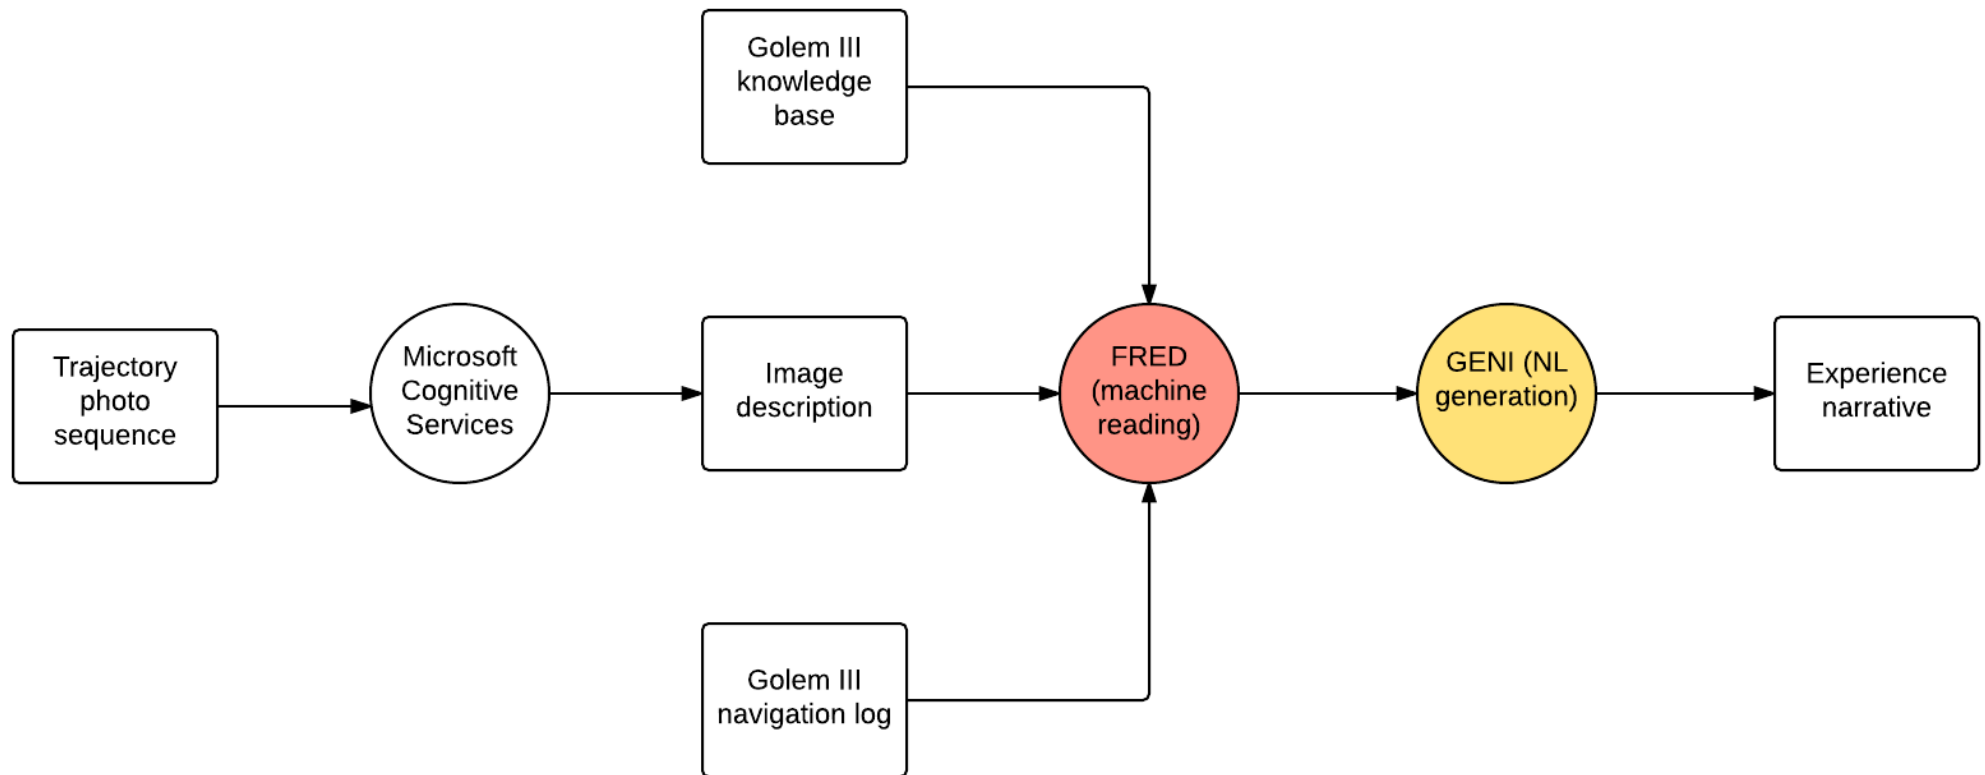 Golem III
knowledge
base
Trajectory
photo
sequence
Microsoft
Cognitive
Services
Image
description
FRED
(machine
reading)
GENI (NL
generation)
Experience
narrative
Golem III
navigation log